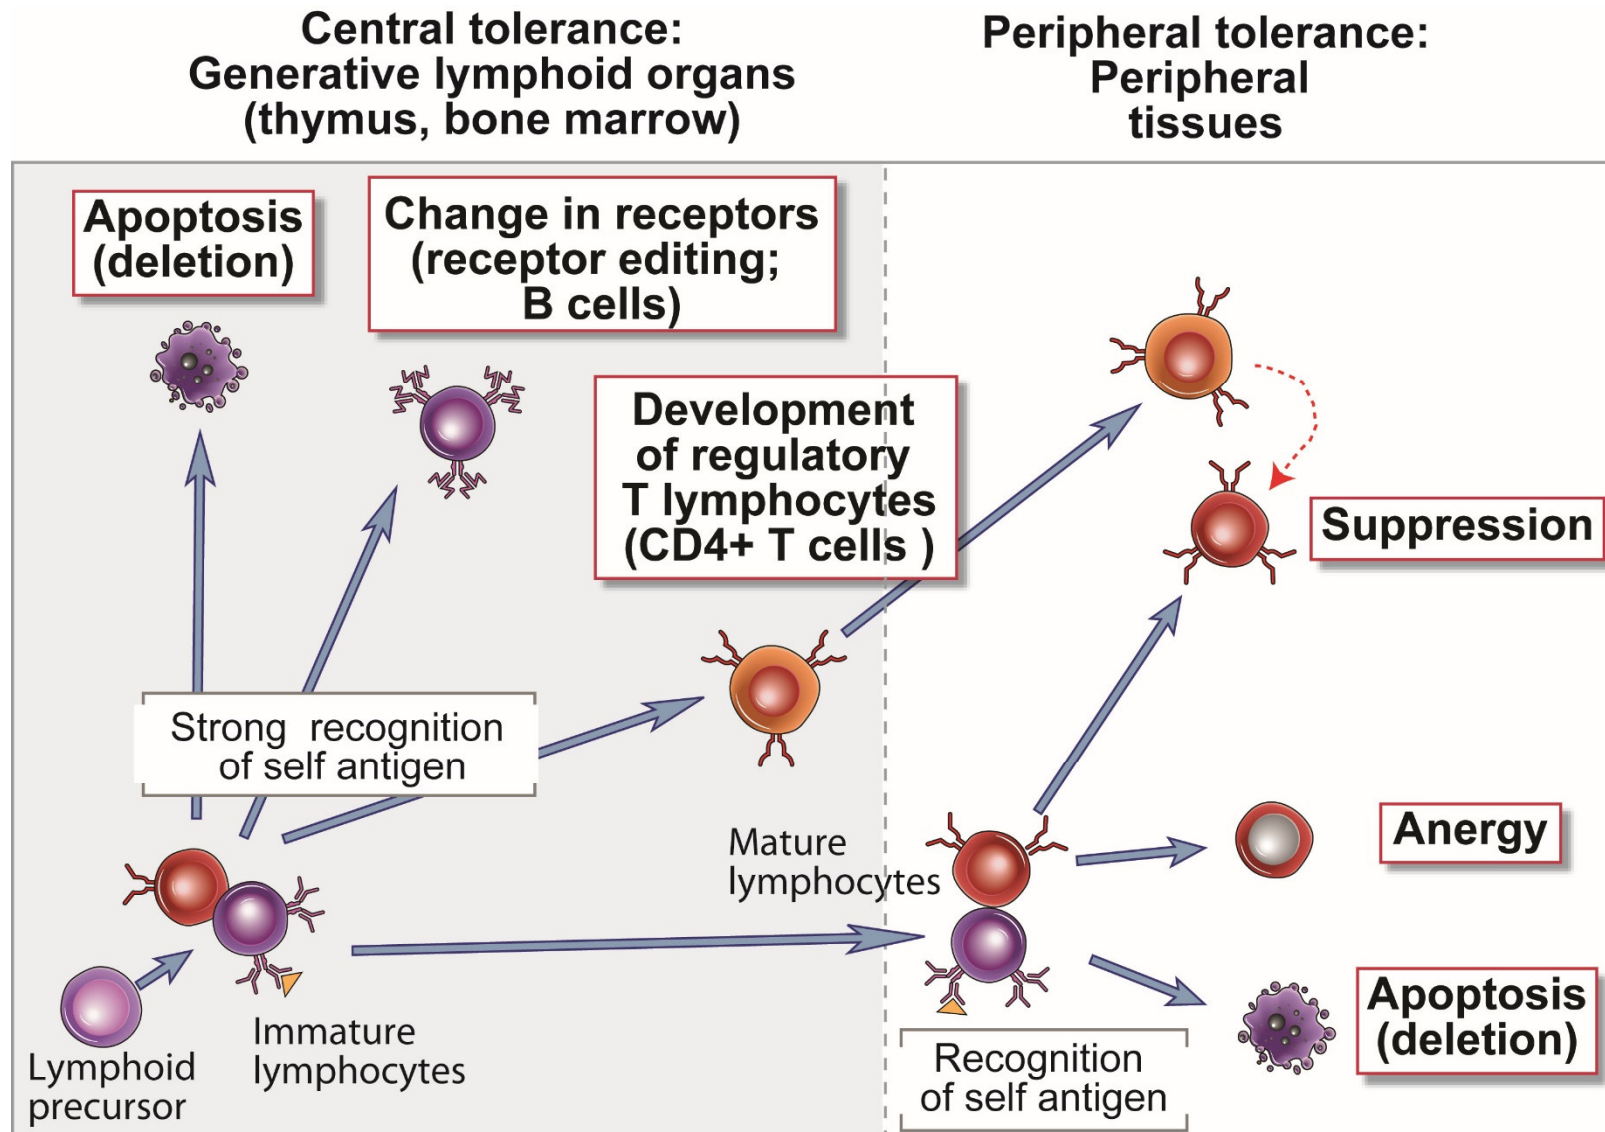 Central tolerance:
Generative lymphoid organs
(thymus, bone marrow)
Peripheral tolerance:
Peripheral
tissues
Apoptosis
(deletion)
Change in receptors
(receptor editing;
B cells)
Development
of regulatory
T lymphocytes
(CD4+ T cells )
Suppression
Strong recognition
of self antigen
Mature
lymphocytes
Anergy
Apoptosis
(deletion)
Immature
lymphocytes
Lymphoid
precursor
Recognition
of self antigen